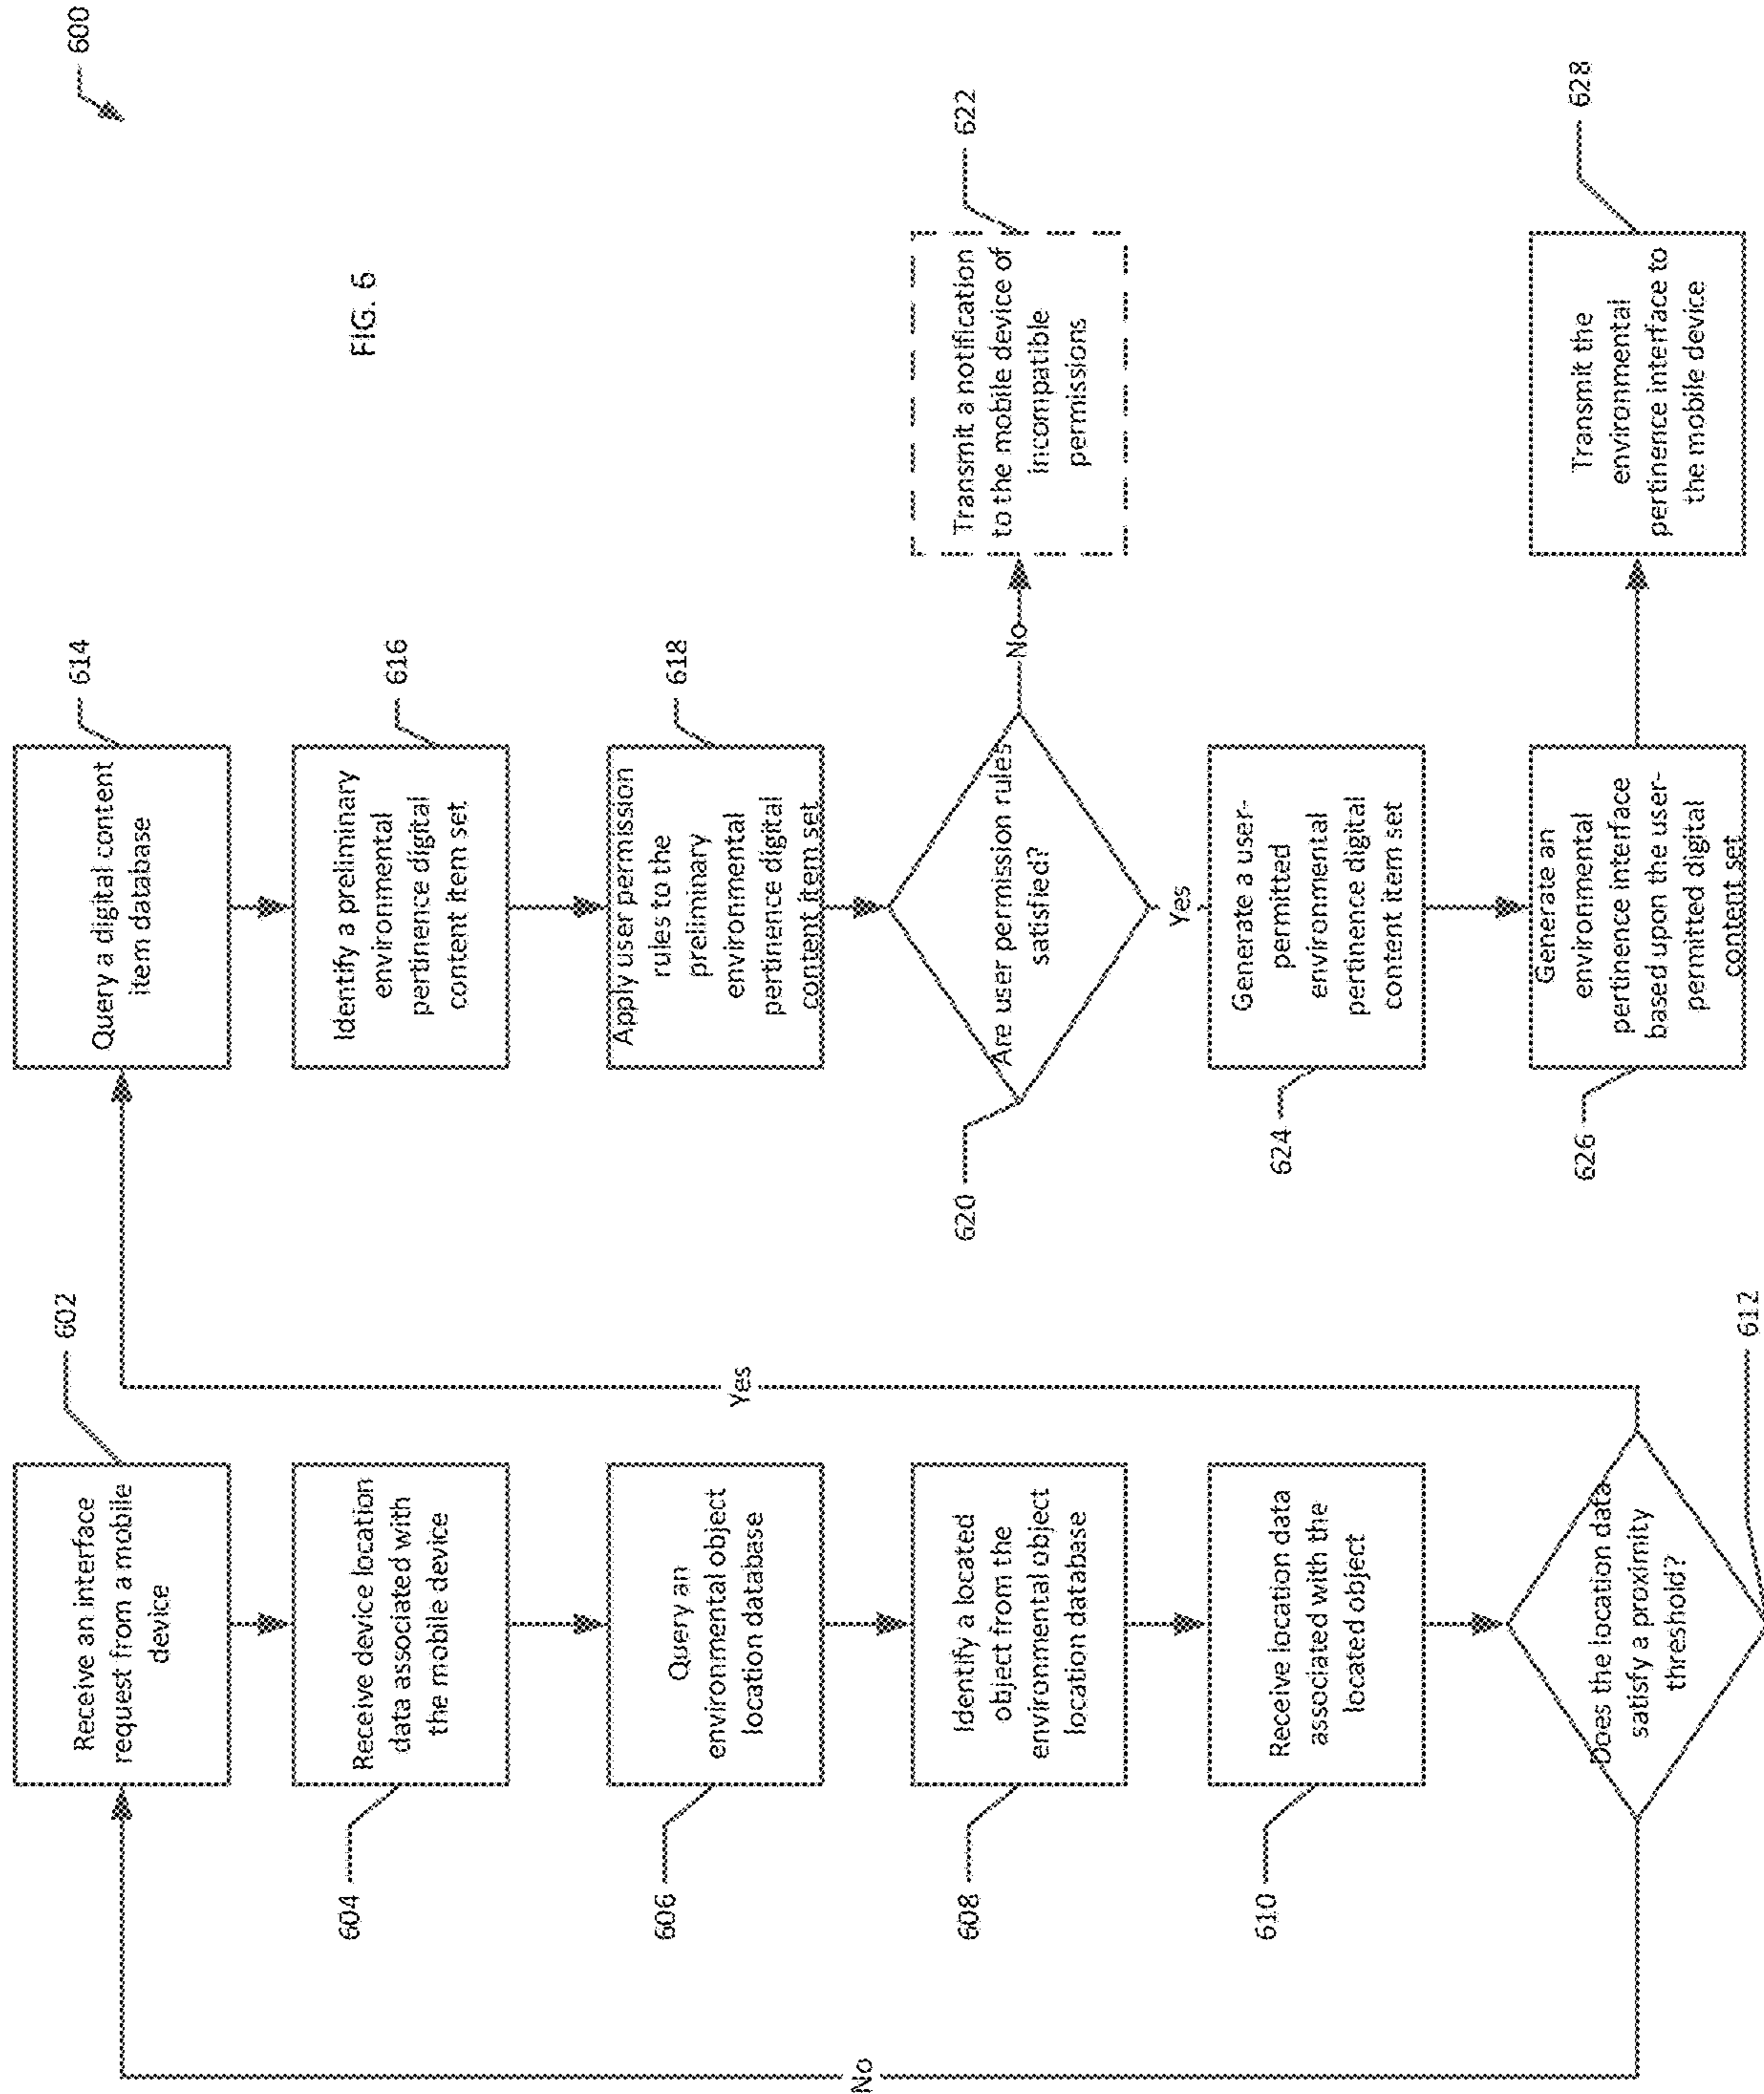 600
FIG. 6
602
Receive an interface
request from a mobile
device
604
Receive device location
data associated with
the mobile device
606
Query an
environmental object
location database
608
Identify a located
object from the
environmental object
location database
610
Receive location data
associated with the
located object
612
Does the location data
satisfy a proximity
threshold?
No
Yes
614
Query a digital content
item database
616
Identify a preliminary
environmental
pertinence digital
content item set
618
Apply user permission
rules to the
preliminary
environmental
pertinence digital
content item set
620
Are user permission rules
satisfied?
No
622
Transmit a notification
to the mobile device of
incompatible
permissions
Yes
624
Generate a user-
permitted
environmental
pertinence digital
content item set
626
Generate an
environmental
pertinence interface
based upon the user-
permitted digital
content set
628
Transmit the
environmental
pertinence interface to
the mobile device